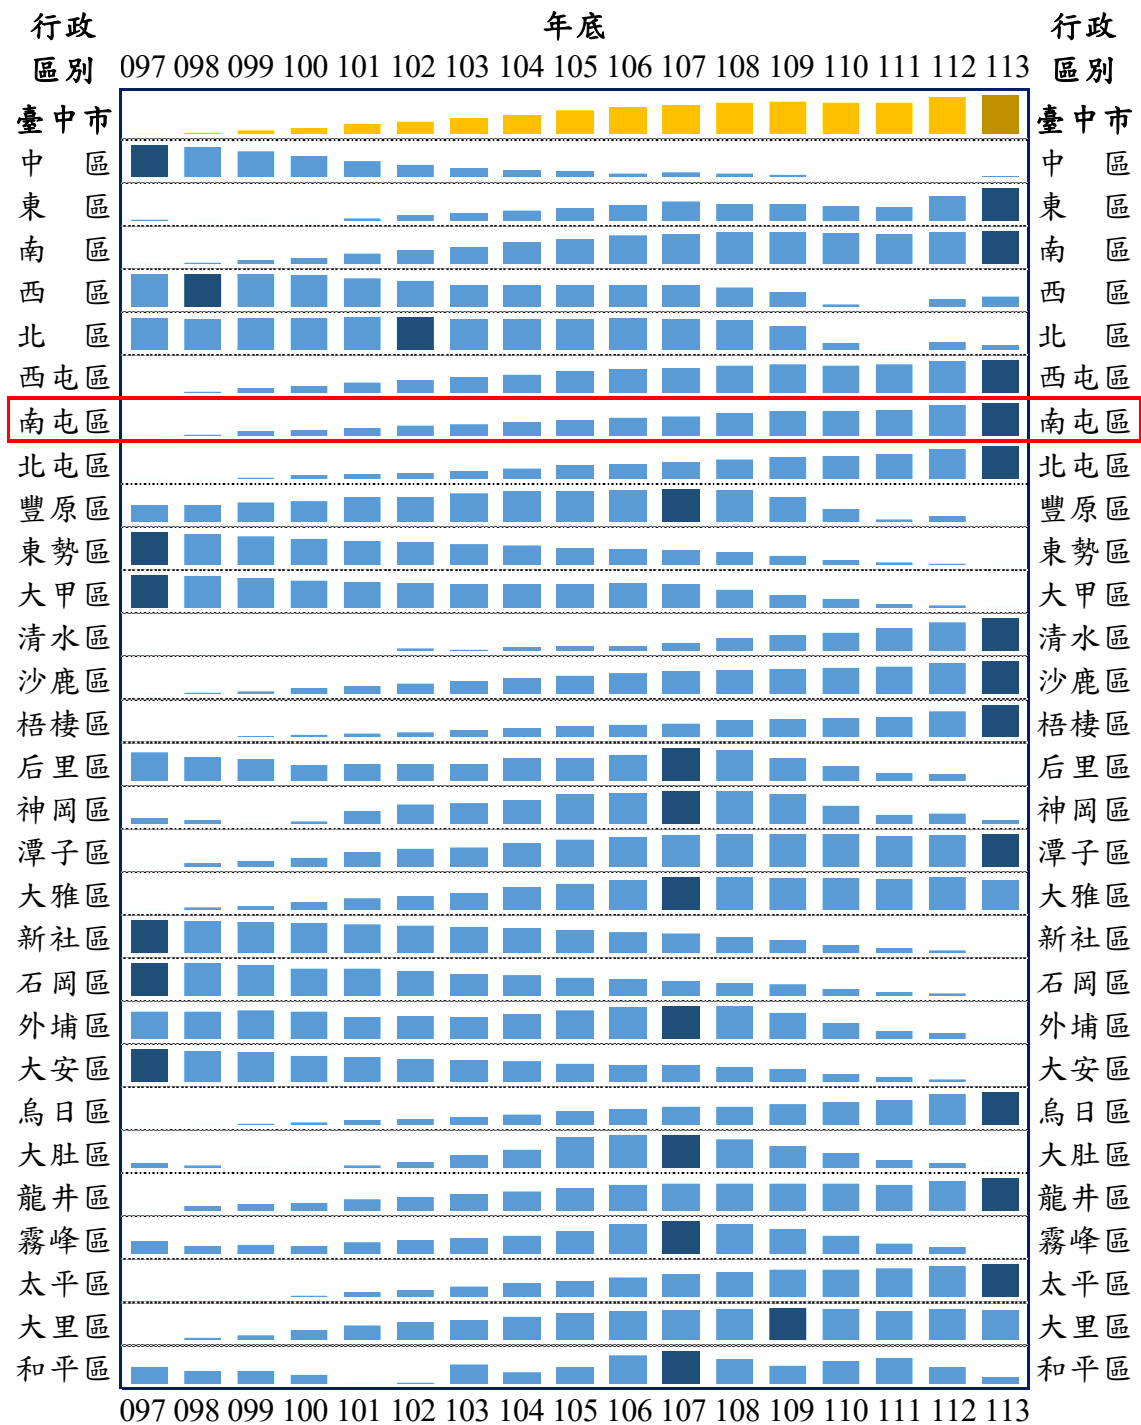 行政 年底 行政
區別 097 098 099 100 101 102 103 104 105 106 107 108 109 110 111 112 113 區別
臺中市 臺中市
中區 中區
東區 東區
南區 南區
西區 西區
北區 北區
西屯區 西屯區
南屯區 南屯區
北屯區 北屯區
豐原區 豐原區
東勢區 東勢區
大甲區 大甲區
清水區 清水區
沙鹿區 沙鹿區
梧棲區 梧棲區
后里區 后里區
神岡區 神岡區
潭子區 潭子區
大雅區 大雅區
新社區 新社區
石岡區 石岡區
外埔區 外埔區
大安區 大安區
烏日區 烏日區
大肚區 大肚區
龍井區 龍井區
霧峰區 霧峰區
太平區 太平區
大里區 大里區
和平區 和平區
097 098 099 100 101 102 103 104 105 106 107 108 109 110 111 112 113